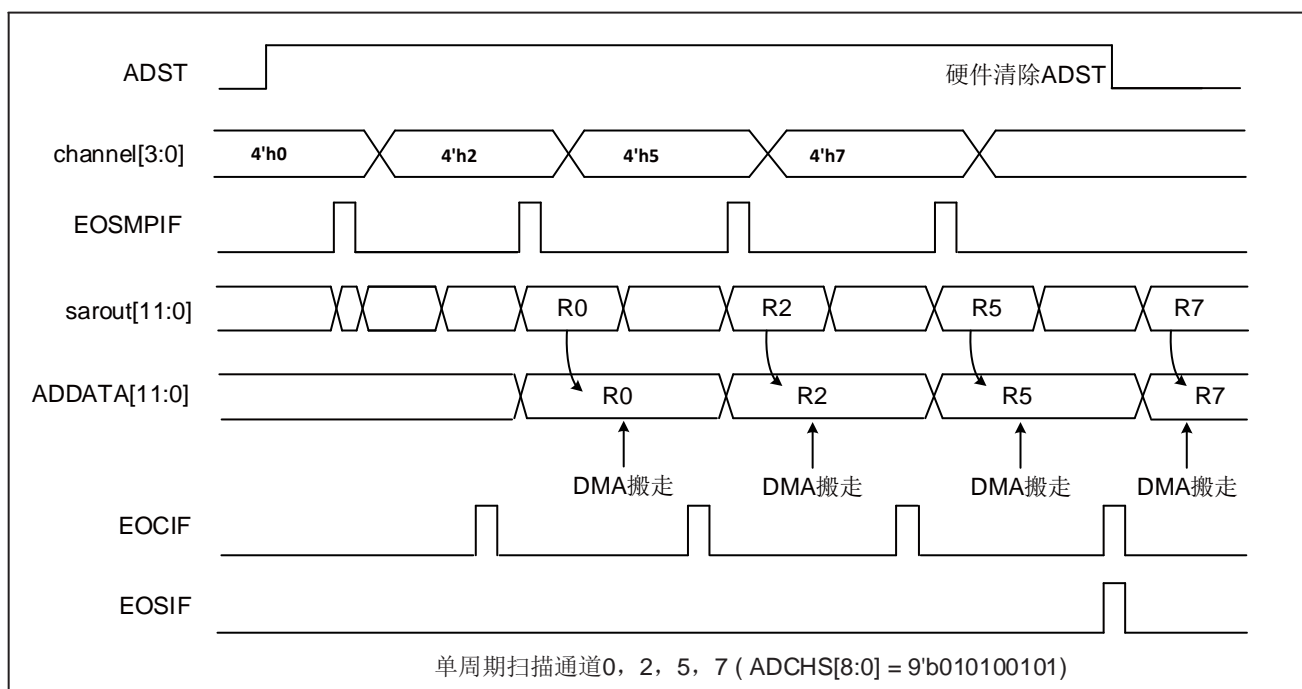 ADST
硬件清除ADST
channel[3:0]
4'h0 4'h2 4'h5 4'h7
EOSMPIF
sarout[11:0]
R0 R2 R5 R7
ADDATA[11:0]
R0 R2 R5 R7
DMA搬走 DMA搬走 DMA搬走 DMA搬走
EOCIF
EOSIF
单周期扫描通道0，2，5，7 ( ADCHS[8:0] = 9'b010100101)